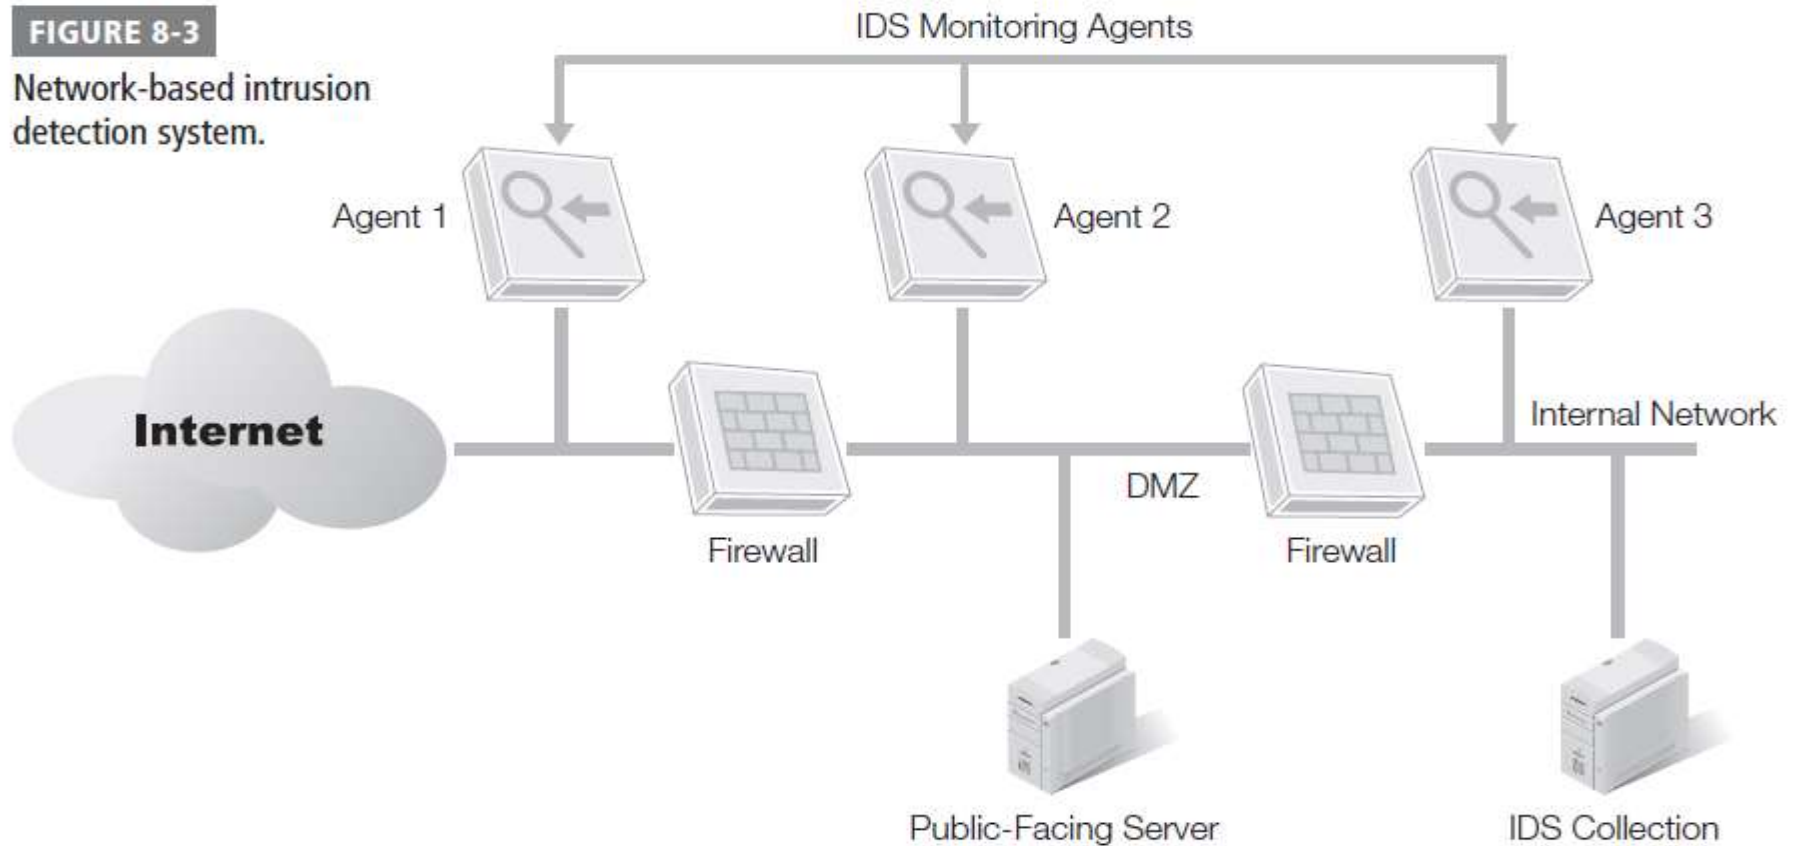 FIGURE 8-3
Network-based intrusion
detection system.
IDS Monitoring Agents
Agent 1
Agent 2
Agent 3
Internet
Internal Network
DMZ
Firewall
Firewall
Public-Facing Server
IDS Collection